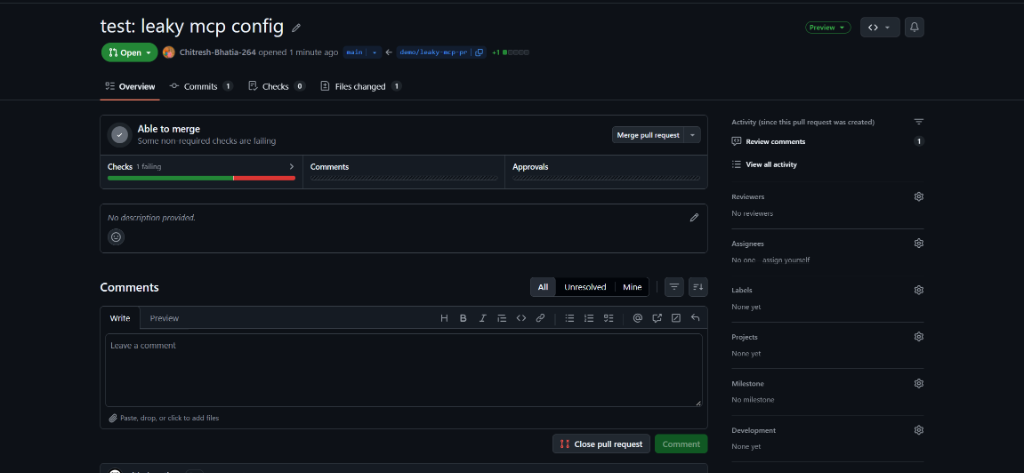 test: leaky mcp config
Preview
Open
Chitresh-Bhatia-264 opened 1 minute ago main ← demo/leaky-mcp-pr +1
Overview Commits 1 Checks 0 Files changed 1
Able to merge
Some non-required checks are failing
Merge pull request
Checks 1 failing
Comments
Approvals
No description provided.
Comments
All Unresolved Mine
Write Preview
Leave a comment
Paste, drop, or click to add files
Close pull request Comment
Activity (since this pull request was created)
Review comments 1
View all activity
Reviewers
No reviewers
Assignees
No one - assign yourself
Labels
None yet
Projects
None yet
Milestone
No milestone
Development
None yet